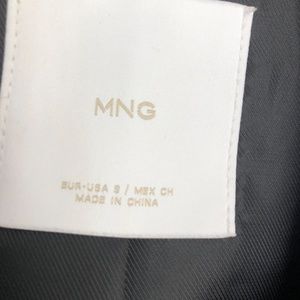 MNG
EUR-USA S / MEX CH
MADE IN CHINA